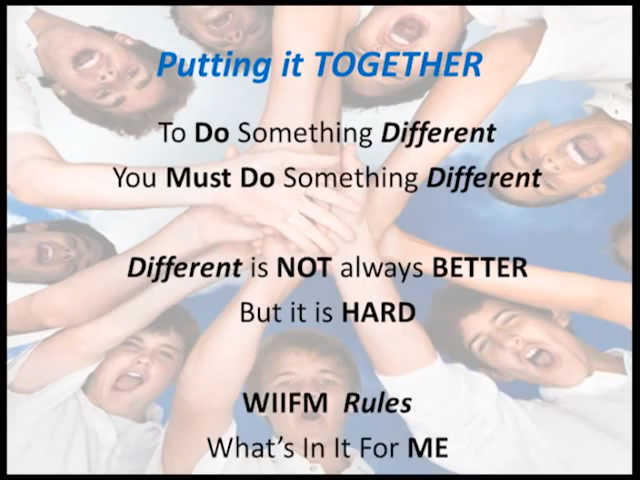 Putting it TOGETHER
To Do Something Different
You Must Do Something Different
Different is NOT always BETTER
But it is HARD
WIIFM Rules
What's In It For ME